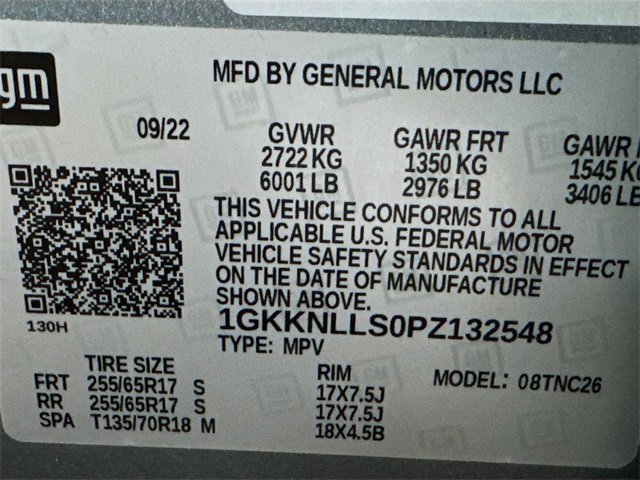 gm
MFD BY GENERAL MOTORS LLC
09/22
GVWR GAWR FRT GAWR
2722 KG 1350 KG 1545
6001 LB 2976 LB 3406 LB
THIS VEHICLE CONFORMS TO ALL
APPLICABLE U.S. FEDERAL MOTOR
VEHICLE SAFETY STANDARDS IN EFFECT
ON THE DATE OF MANUFACTURE
SHOWN ABOVE.
130H
1GKKNLLS0PZ132548
TYPE: MPV
TIRE SIZE RIM MODEL: 08TNC26
FRT 255/65R17 S 17X7.5J
RR 255/65R17 S 17X7.5J
SPA T135/70R18 M 18X4.5B